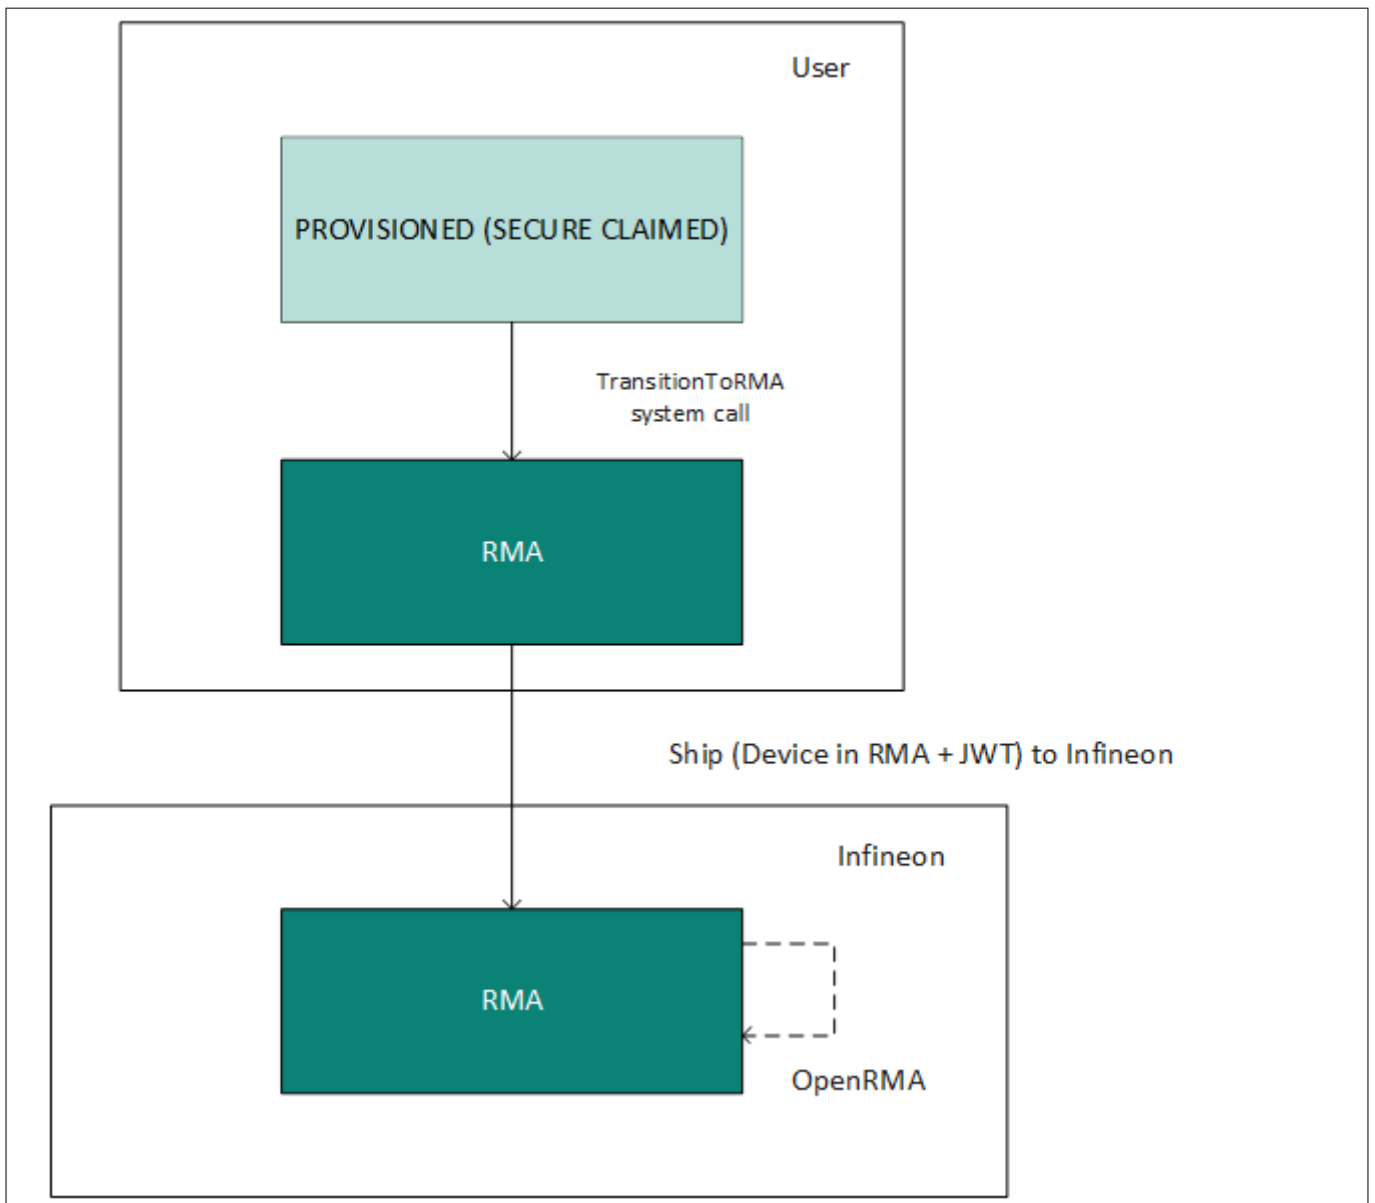 User
PROVISIONED (SECURE CLAIMED)
TransitionToRMA
system call
RMA
Ship (Device in RMA + JWT) to Infineon
Infineon
RMA
OpenRMA